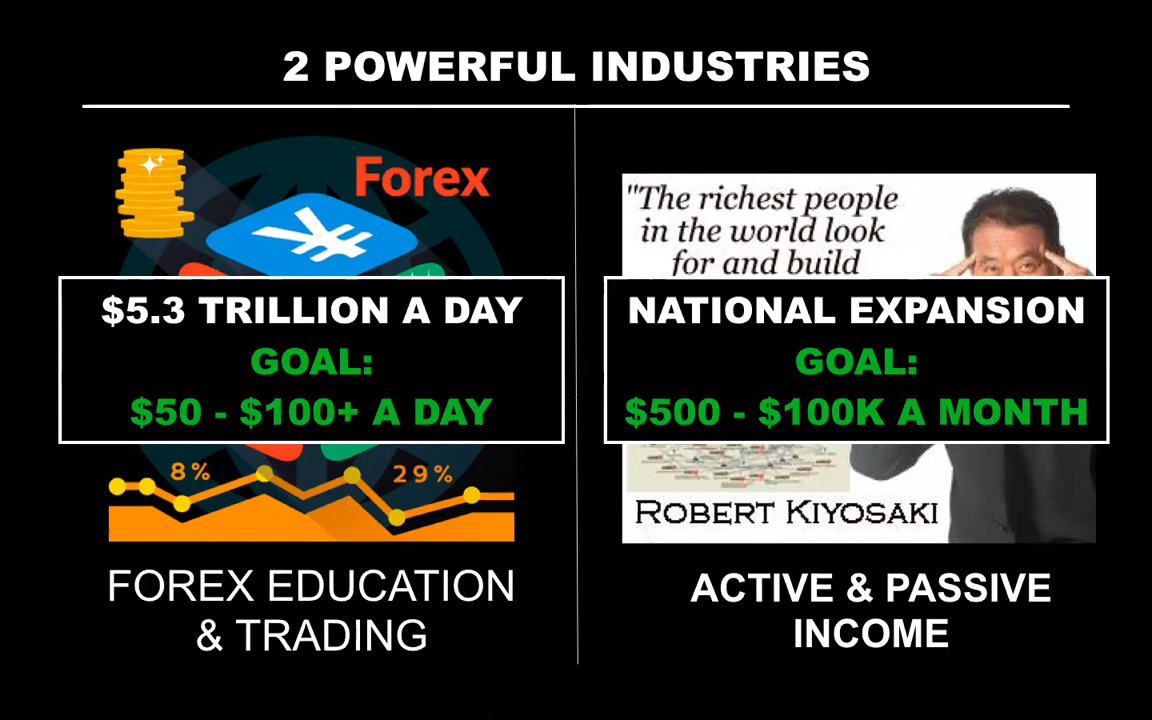 2 POWERFUL INDUSTRIES
Forex
$5.3 TRILLION A DAY
GOAL:
$50 - $100+ A DAY
8%
29%
FOREX EDUCATION
& TRADING
"The richest people
in the world look
for and build
NATIONAL EXPANSION
GOAL:
$500 - $100K A MONTH
ROBERT KIYOSAKI
ACTIVE & PASSIVE
INCOME